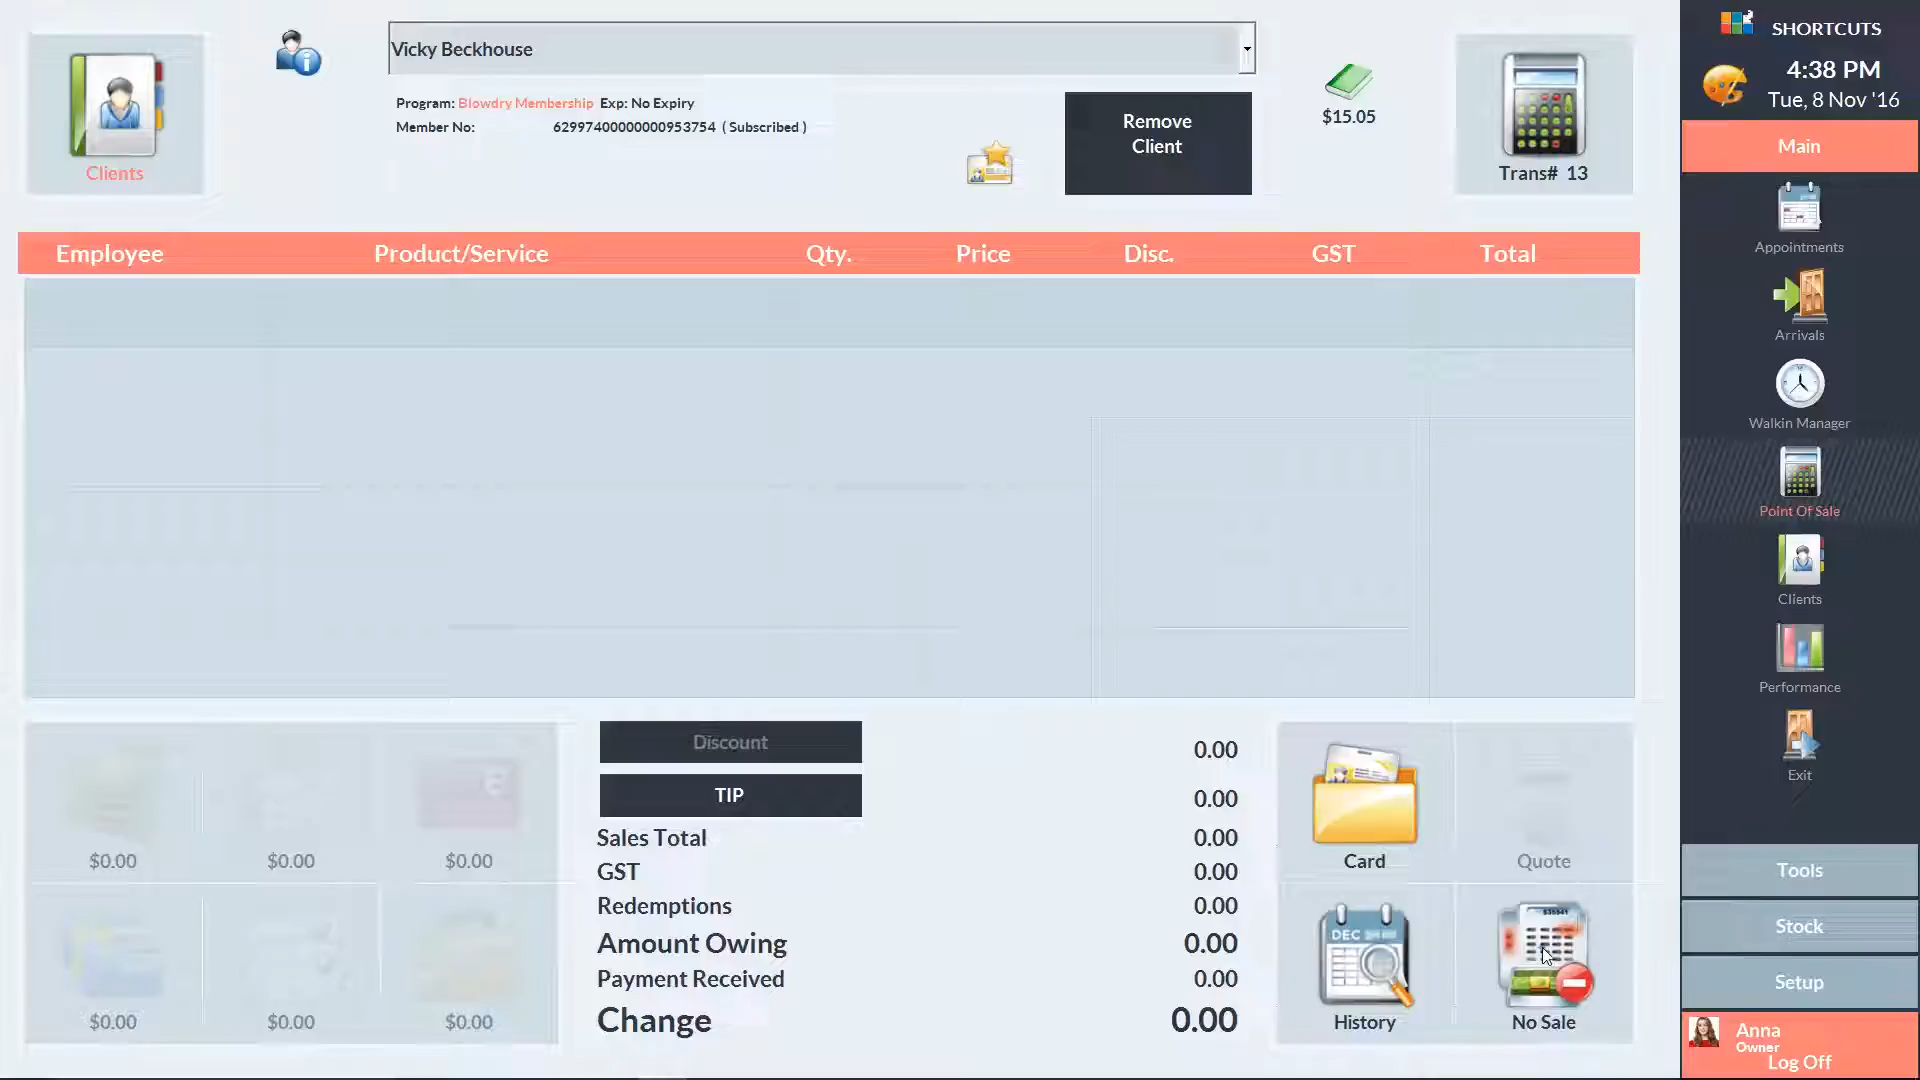 Vicky Beckhouse
Program: Blowdry Membership Exp: No Expiry
Member No: 62997400000000953754 ( Subscribed )
Clients
Remove
Client
$15.05
Trans# 13
Employee Product/Service Qty. Price Disc. GST Total
$0.00 $0.00 $0.00
$0.00 $0.00 $0.00
Discount 0.00
TIP 0.00
Sales Total 0.00
GST 0.00
Redemptions 0.00
Amount Owing 0.00
Payment Received 0.00
Change 0.00
Card
Quote
DEC
History
No Sale
SHORTCUTS
4:38 PM
Tue, 8 Nov '16
Main
Appointments
Arrivals
Walkin Manager
Point Of Sale
Clients
Performance
Exit
Tools
Stock
Setup
Anna
Owner
Log Off